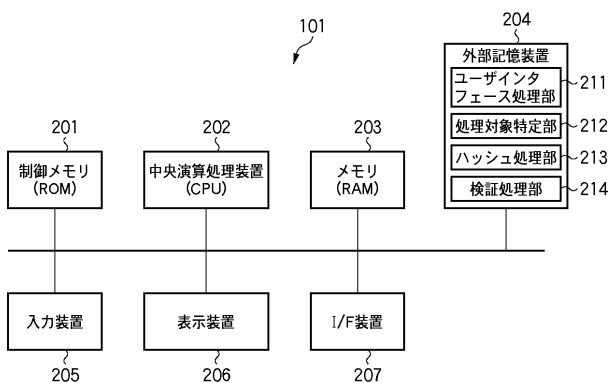 101
204
外部記憶装置
ユーザインタ
フェース処理部
211
処理対象特定部
212
ハッシュ処理部
213
検証処理部
214
201
制御メモリ
(ROM)
202
中央演算処理装置
(CPU)
203
メモリ
(RAM)
入力装置
205
表示装置
206
I/F装置
207